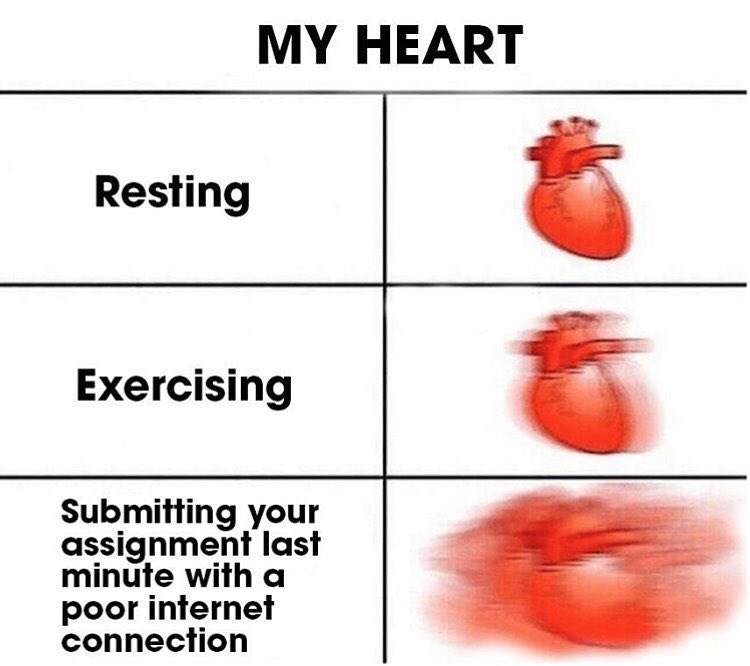 MY HEART
Resting
Exercising
Submitting your
assignment last
minute with a
poor internet
connection